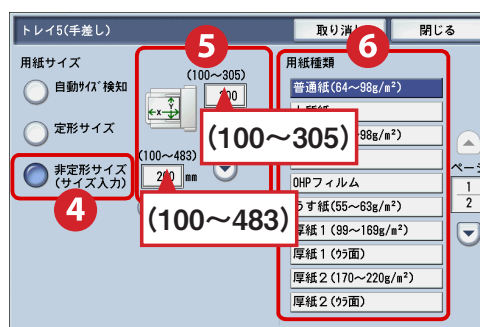 トレイ5(手差し)
取り消し
閉じる
用紙サイズ
自動ｻｲｽﾞ検知
定形サイズ
非定形サイズ
(サイズ入力)
4
5
(100～305)
(100～305)
(100～483)
mm
(100～483)
6
用紙種類
普通紙(64～98g/m²)
98g/m²)
OHPフィルム
うす紙(55～63g/m²)
厚紙1(99～169g/m²)
厚紙1(ｳﾗ面)
厚紙2(170～220g/m²)
厚紙2(ｳﾗ面)
ページ
1
2